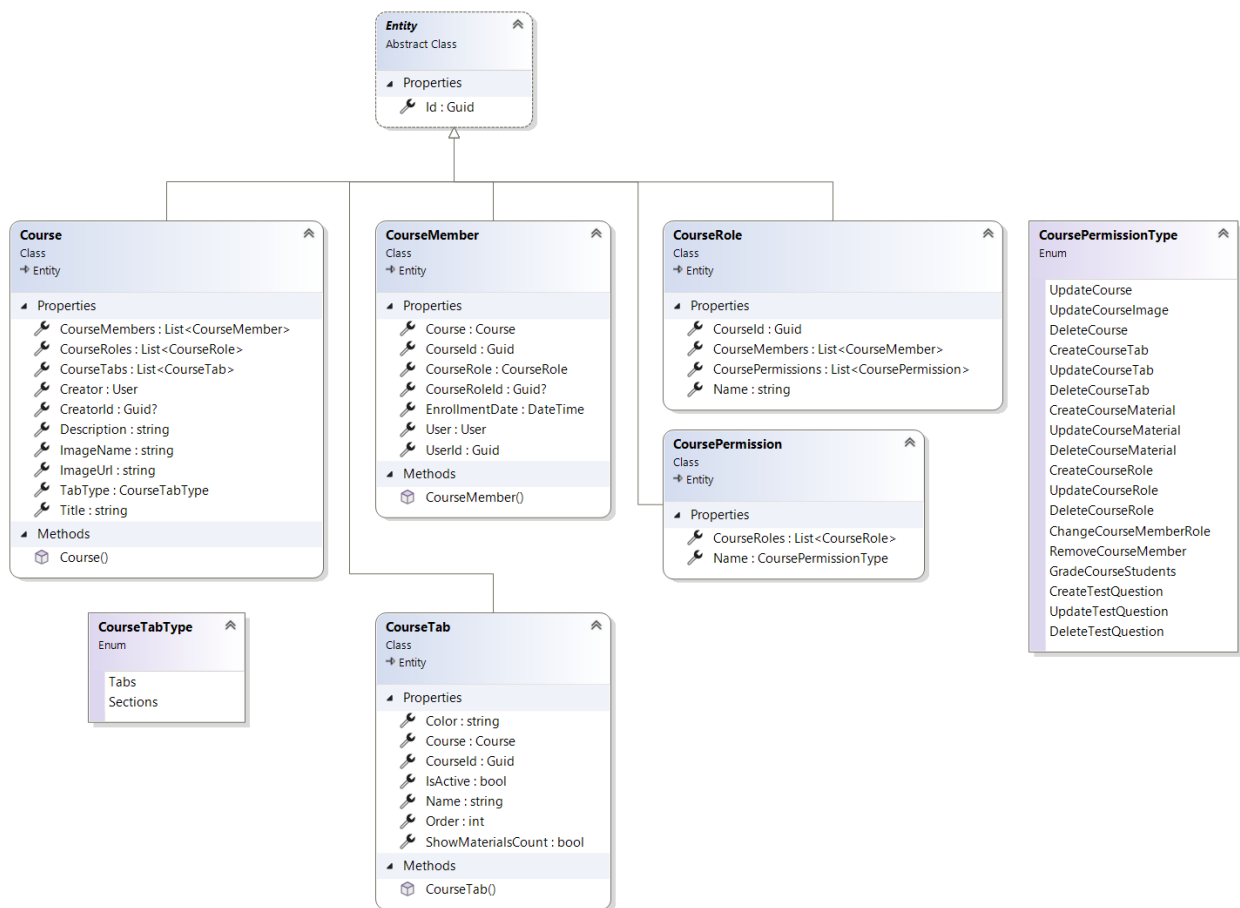 Entity
Abstract Class
Properties
Id : Guid
Course
Class
Entity
Properties
CourseMembers : List<CourseMember>
CourseRoles : List<CourseRole>
CourseTabs : List<CourseTab>
Creator : User
CreatorId : Guid?
Description : string
ImageName : string
ImageUrl : string
TabType : CourseTabType
Title : string
Methods
Course()
CourseMember
Class
Entity
Properties
Course : Course
CourseId : Guid
CourseRole : CourseRole
CourseRoleId : Guid?
EnrollmentDate : DateTime
User : User
UserId : Guid
Methods
CourseMember()
CourseRole
Class
Entity
Properties
CourseId : Guid
CourseMembers : List<CourseMember>
CoursePermissions : List<CoursePermission>
Name : string
CoursePermission
Class
Entity
Properties
CourseRoles : List<CourseRole>
Name : CoursePermissionType
CoursePermissionType
Enum
UpdateCourse
UpdateCourseImage
DeleteCourse
CreateCourseTab
UpdateCourseTab
DeleteCourseTab
CreateCourseMaterial
UpdateCourseMaterial
DeleteCourseMaterial
CreateCourseRole
UpdateCourseRole
DeleteCourseRole
ChangeCourseMemberRole
RemoveCourseMember
GradeCourseStudents
CreateTestQuestion
UpdateTestQuestion
DeleteTestQuestion
CourseTabType
Enum
Tabs
Sections
CourseTab
Class
Entity
Properties
Color : string
Course : Course
CourseId : Guid
IsActive : bool
Name : string
Order : int
ShowMaterialsCount : bool
Methods
CourseTab()